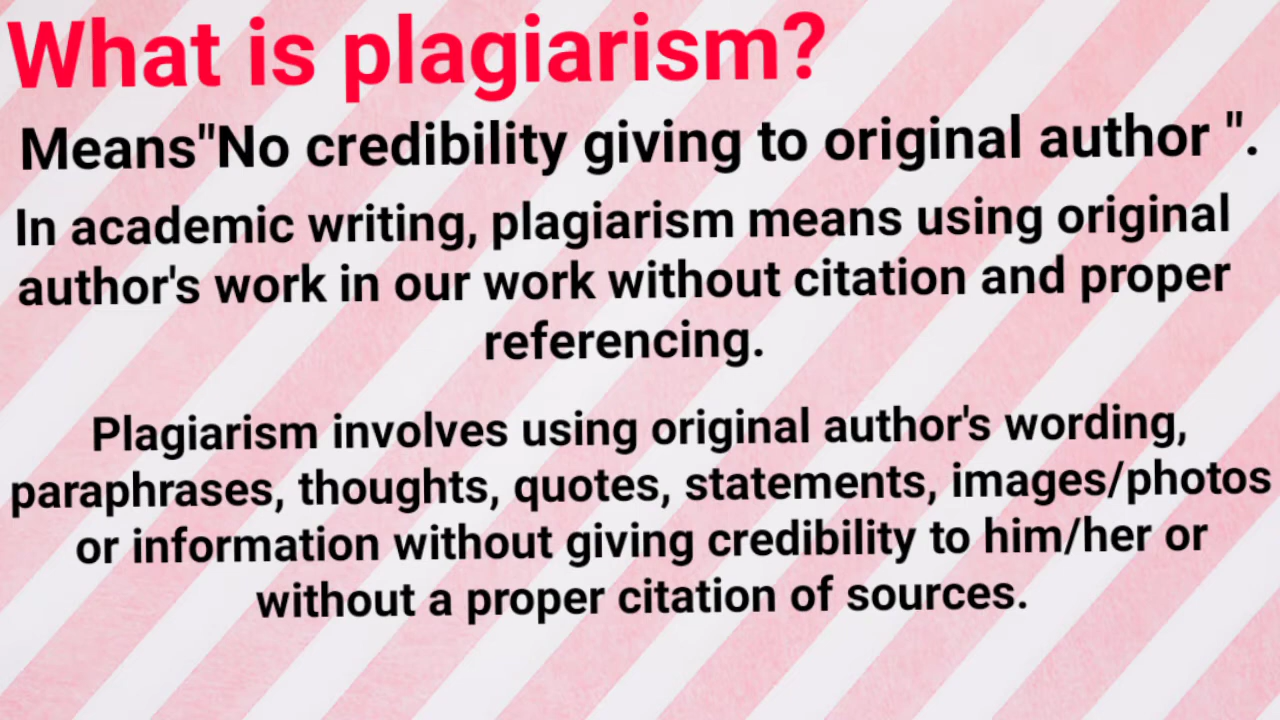 What is plagiarism?
Means"No credibility giving to original author ".
In academic writing, plagiarism means using original
author's work in our work without citation and proper
referencing.
Plagiarism involves using original author's wording,
paraphrases, thoughts, quotes, statements, images/photos
or information without giving credibility to him/her or
without a proper citation of sources.